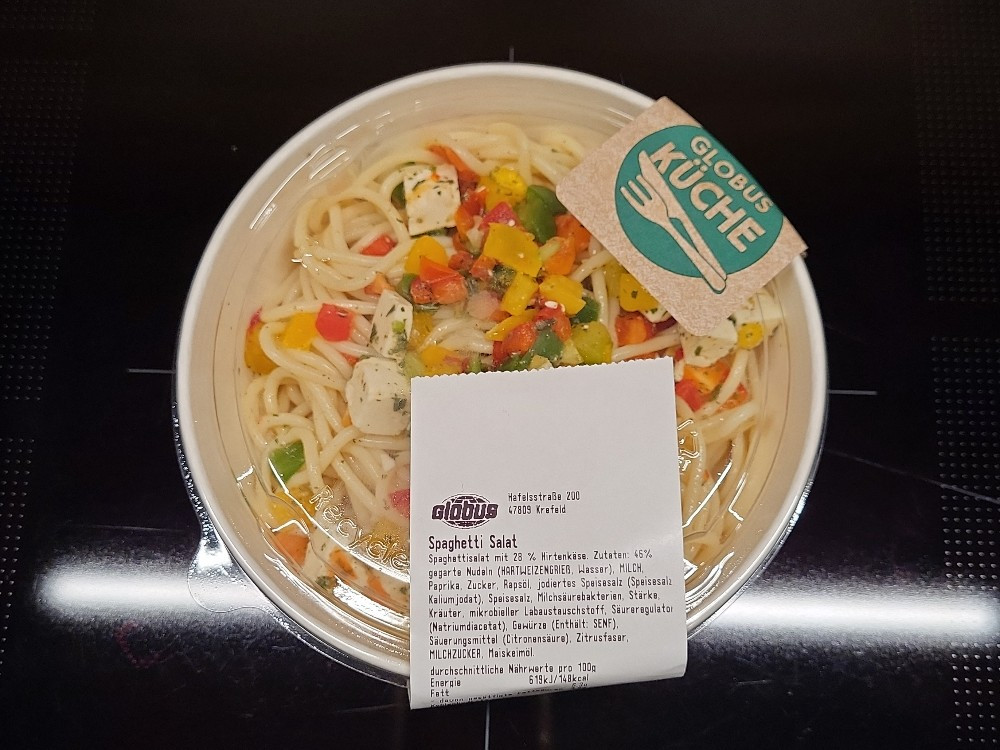 GLOBUS
KÜCHE
GLOBUS
Hafelsstraße 200
47809 Krefeld
Spaghetti Salat
Spaghettisalat mit 28 % Hirtenkäse. Zutaten: 46%
gegarte Nudeln (HARTWEIZENGRIEß, Wasser), MILCH,
Paprika, Zucker, Rapsöl, jodiertes Speisesalz (Speisesalz
Kaliumjodat), Speisesalz, Milchsäurebakterien, Stärke,
Kräuter, mikrobieller Labaustauschstoff, Säureregulator
(Natriumdiacetat), Gewürze (Enthält: SENF),
Säuerungsmittel (Citronensäure), Zitrusfaser,
MILCHZUCKER, Maiskeimöl.
durchschnittliche Nährwerte pro 100g
Energie 619kJ/148kcal
Fett
- davon gesättigte
Recycle